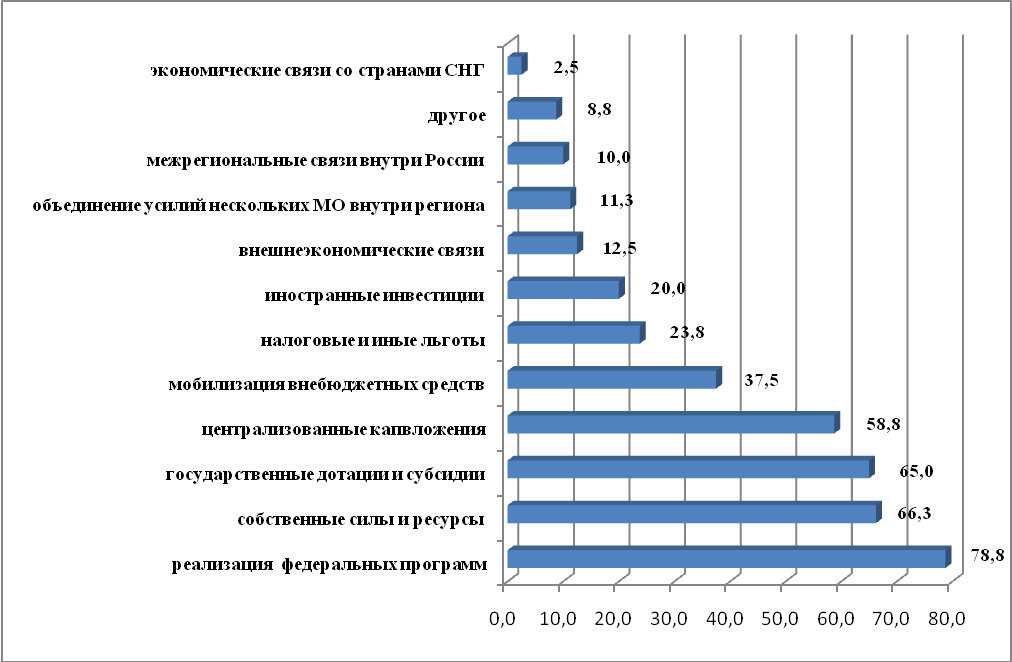 экономические связи со странами СНГ 2,5
другое 8,8
межрегиональные связи внутри России 10,0
объединение усилий нескольких МО внутри региона 11,3
внешнеэкономические связи 12,5
иностранные инвестиции 20,0
налоговые и иные льготы 23,8
мобилизация внебюджетных средств 37,5
централизованные капвложения 58,8
государственные дотации и субсидии 65,0
собственные силы и ресурсы 66,3
реализация федеральных программ 78,8
0,0 10,0 20,0 30,0 40,0 50,0 60,0 70,0 80,0